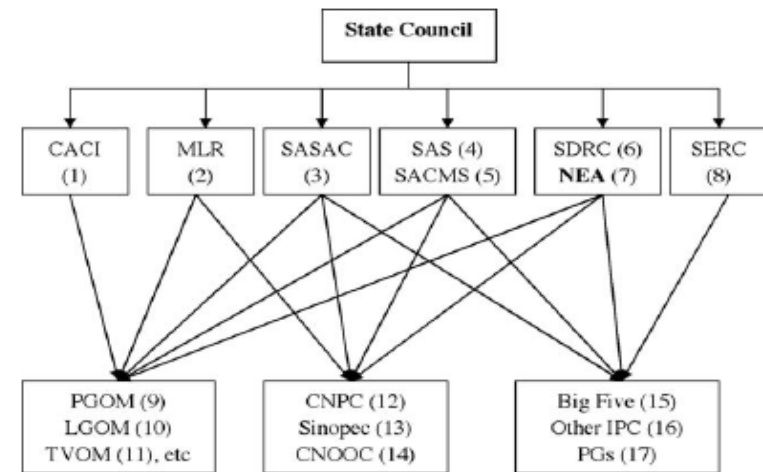 State Council
CACI
(1)
MLR
(2)
SASAC
(3)
SAS (4)
SACMS (5)
SDRC (6)
NEA (7)
SERC
(8)
PGOM (9)
LGOM (10)
TVOM (11), etc
CNPC (12)
Sinopec (13)
CNOOC (14)
Big Five (15)
Other IPC (16)
PGs (17)